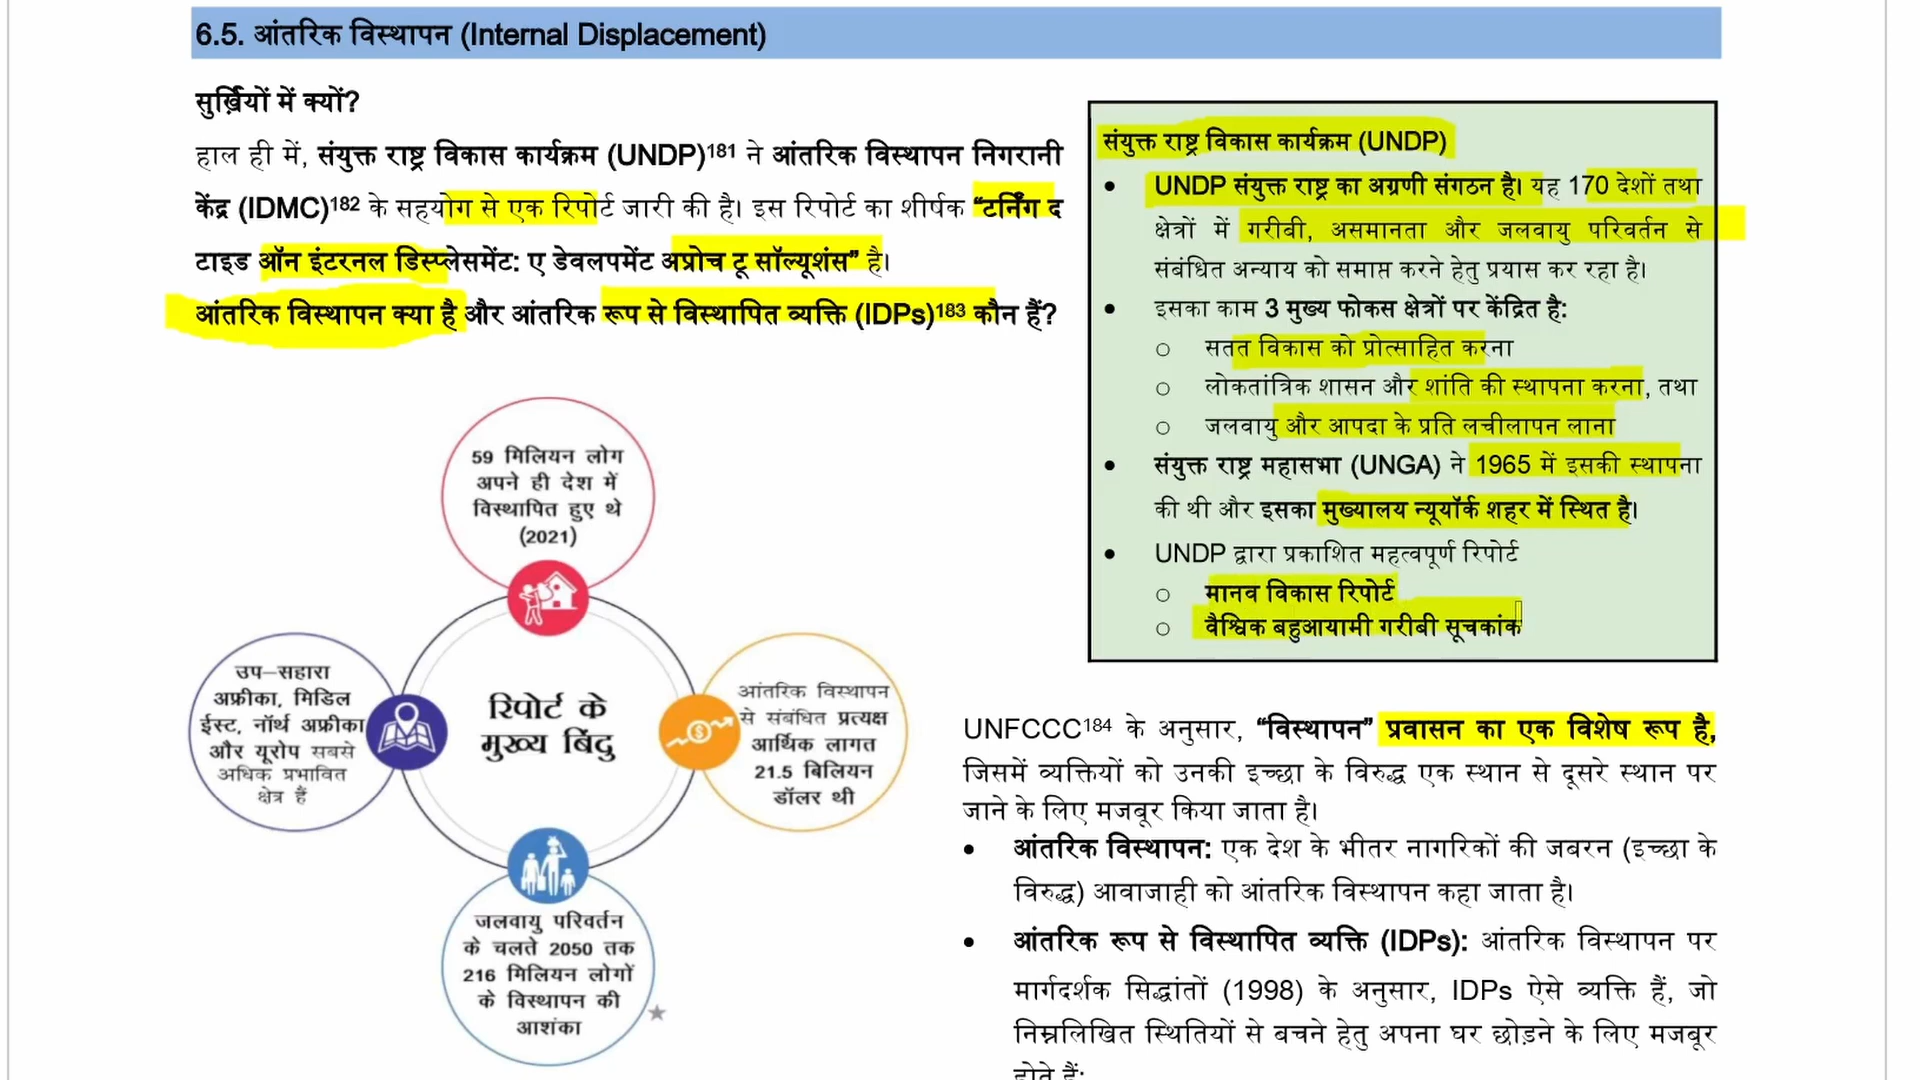 6.5. आंतरिक विस्थापन (Internal Displacement)
सुर्ख़ियों में क्यों?
हाल ही में, संयुक्त राष्ट्र विकास कार्यक्रम (UNDP)181 ने आंतरिक विस्थापन निगरानी
केंद्र (IDMC)182 के सहयोग से एक रिपोर्ट जारी की है। इस रिपोर्ट का शीर्षक “टर्निंग द
टाइड ऑन इंटरनल डिस्प्लेसमेंट: ए डेवलपमेंट अप्रोच टू सॉल्यूशंस” है।
आंतरिक विस्थापन क्या है और आंतरिक रूप से विस्थापित व्यक्ति (IDPs)183 कौन हैं?
59 मिलियन लोग
अपने ही देश में
विस्थापित हुए थे
(2021)
उप–सहारा
अफ्रीका, मिडिल
ईस्ट, नॉर्थ अफ्रीका
और यूरोप सबसे
अधिक प्रभावित
क्षेत्र हैं
रिपोर्ट के
मुख्य बिंदु
आंतरिक विस्थापन
से संबंधित प्रत्यक्ष
आर्थिक लागत
21.5 बिलियन
डॉलर थी
जलवायु परिवर्तन
के चलते 2050 तक
216 मिलियन लोगों
के विस्थापन की
आशंका
संयुक्त राष्ट्र विकास कार्यक्रम (UNDP)
• UNDP संयुक्त राष्ट्र का अग्रणी संगठन है। यह 170 देशों तथा
क्षेत्रों में गरीबी, असमानता और जलवायु परिवर्तन से
संबंधित अन्याय को समाप्त करने हेतु प्रयास कर रहा है।
• इसका काम 3 मुख्य फोकस क्षेत्रों पर केंद्रित है:
○ सतत विकास को प्रोत्साहित करना
○ लोकतांत्रिक शासन और शांति की स्थापना करना, तथा
○ जलवायु और आपदा के प्रति लचीलापन लाना
• संयुक्त राष्ट्र महासभा (UNGA) ने 1965 में इसकी स्थापना
की थी और इसका मुख्यालय न्यूयॉर्क शहर में स्थित है।
• UNDP द्वारा प्रकाशित महत्वपूर्ण रिपोर्ट
○ मानव विकास रिपोर्ट
○ वैश्विक बहुआयामी गरीबी सूचकांक
UNFCCC184 के अनुसार, “विस्थापन” प्रवासन का एक विशेष रूप है,
जिसमें व्यक्तियों को उनकी इच्छा के विरुद्ध एक स्थान से दूसरे स्थान पर
जाने के लिए मजबूर किया जाता है।
• आंतरिक विस्थापन: एक देश के भीतर नागरिकों की जबरन (इच्छा के
विरुद्ध) आवाजाही को आंतरिक विस्थापन कहा जाता है।
• आंतरिक रूप से विस्थापित व्यक्ति (IDPs): आंतरिक विस्थापन पर
मार्गदर्शक सिद्धांतों (1998) के अनुसार, IDPs ऐसे व्यक्ति हैं, जो
निम्नलिखित स्थितियों से बचने हेतु अपना घर छोड़ने के लिए मजबूर
होते हैं: